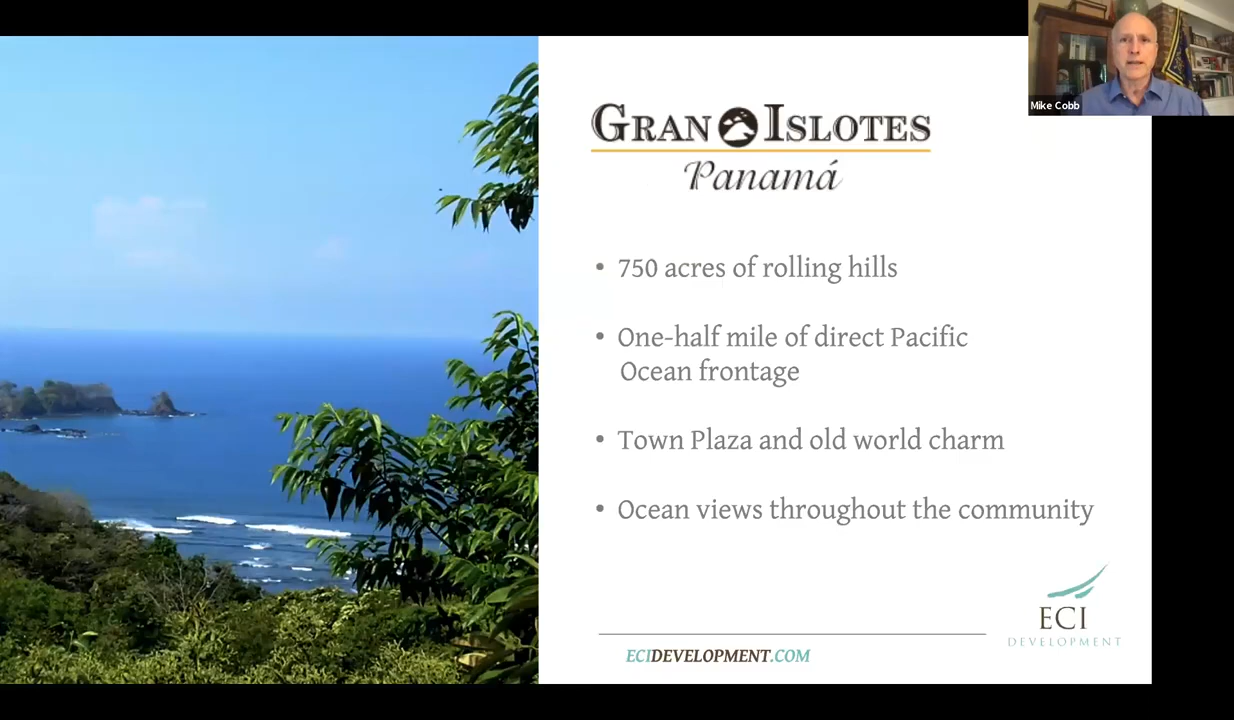 Mike Cobb
GRAN ISLOTES
Panamá
• 750 acres of rolling hills
• One-half mile of direct Pacific
Ocean frontage
• Town Plaza and old world charm
• Ocean views throughout the community
ECI
DEVELOPMENT
ECIDEVELOPMENT.COM